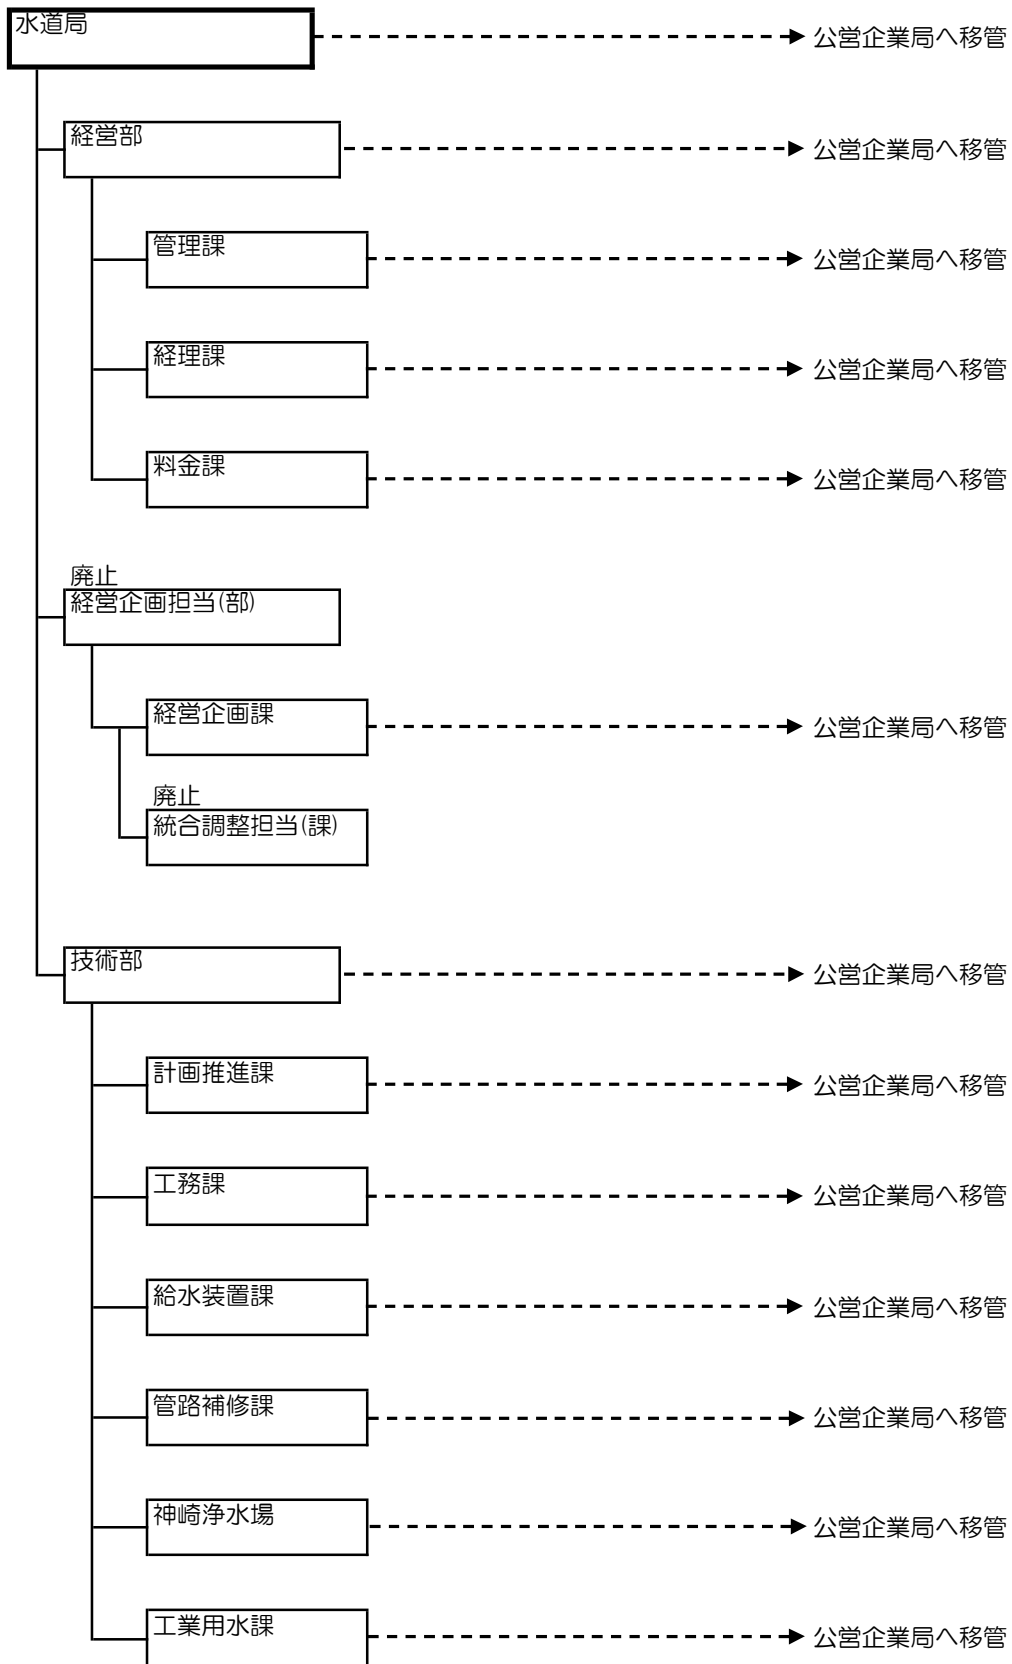 水道局
公営企業局へ移管
経営部
公営企業局へ移管
管理課
公営企業局へ移管
経理課
公営企業局へ移管
料金課
公営企業局へ移管
廃止
経営企画担当(部)
経営企画課
公営企業局へ移管
廃止
統合調整担当(課)
技術部
公営企業局へ移管
計画推進課
公営企業局へ移管
工務課
公営企業局へ移管
給水装置課
公営企業局へ移管
管路補修課
公営企業局へ移管
神崎浄水場
公営企業局へ移管
工業用水課
公営企業局へ移管